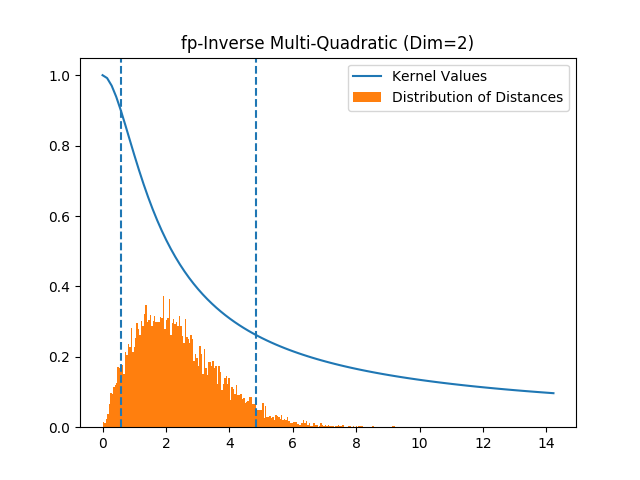 fp-Inverse Multi-Quadratic (Dim=2)
Kernel Values
Distribution of Distances
1.0
0.8
0.6
0.4
0.2
0.0
0 2 4 6 8 10 12 14